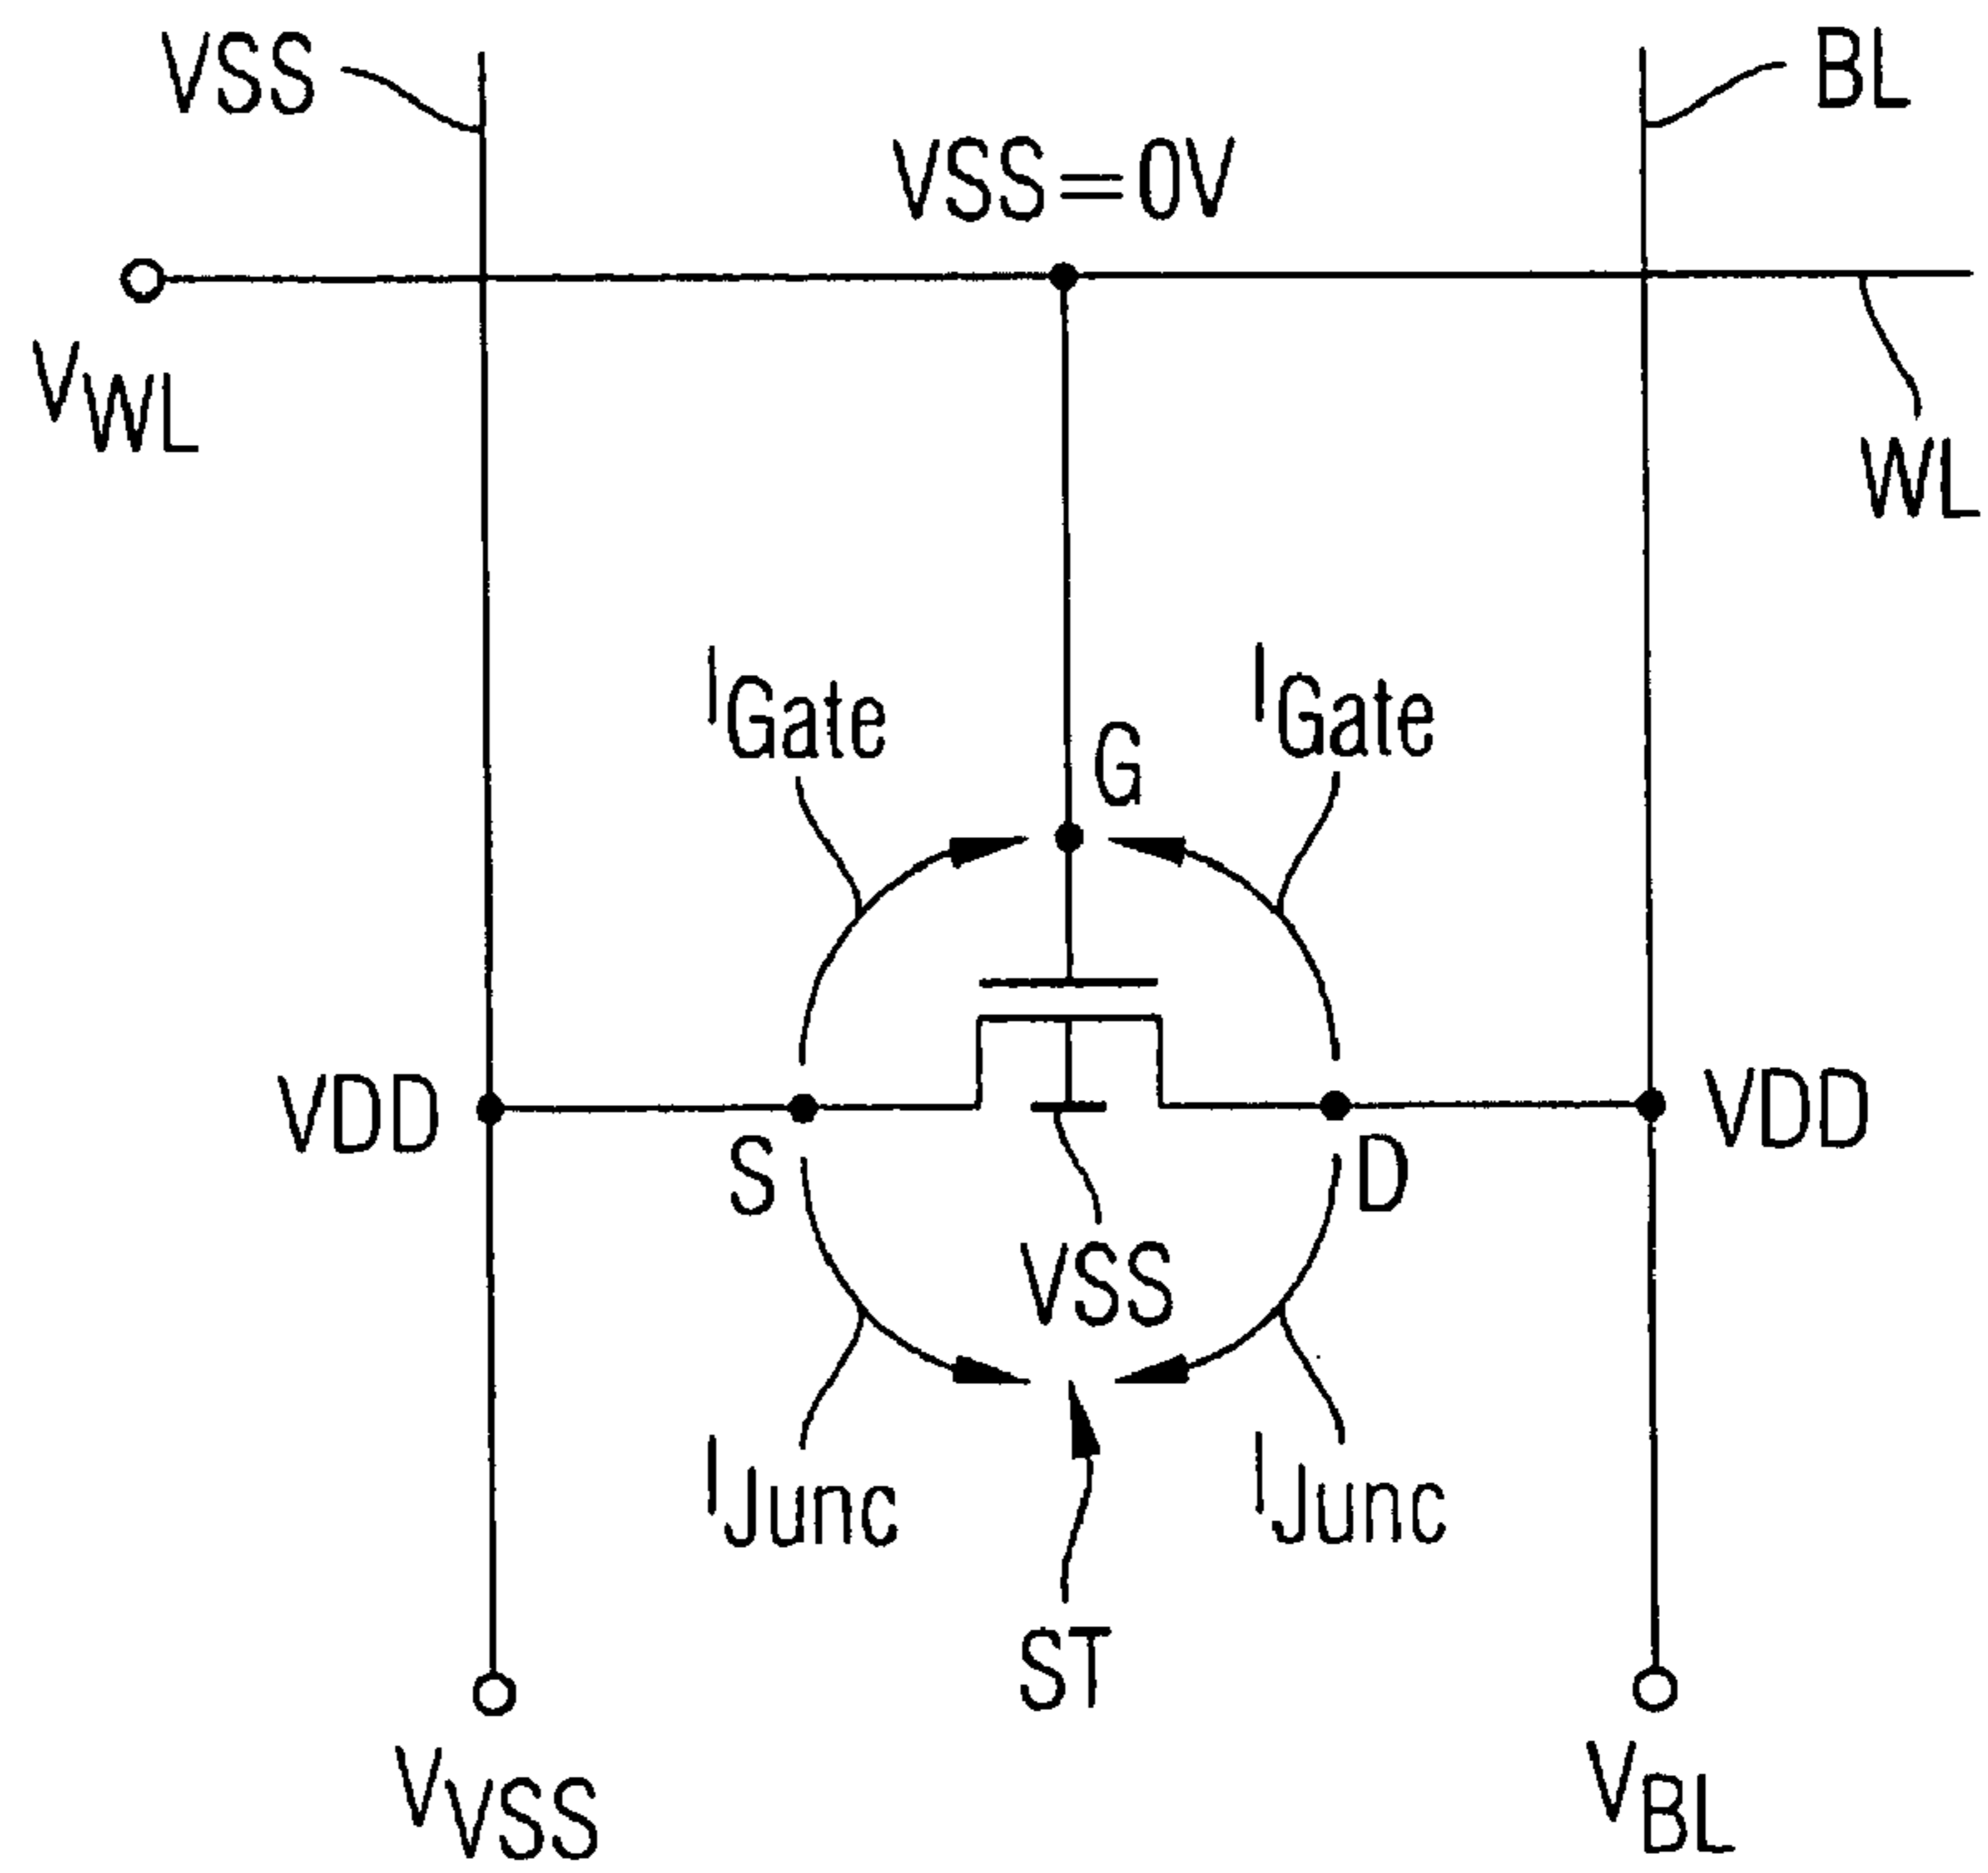 VSS
BL
VSS=0V
VWL
WL
IGate
IGate
G
VDD
S
D
VDD
VSS
IJunc
IJunc
ST
VVSS
VBL